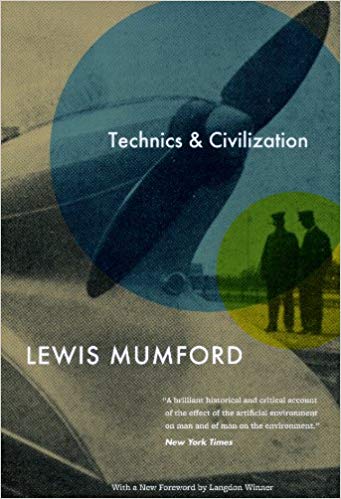 Technics & Civilization
LEWIS MUMFORD
"A brilliant historical and critical account
of the effect of the artificial environment
on man and of man on the environment."
New York Times
With a New Foreword by Langdon Winner